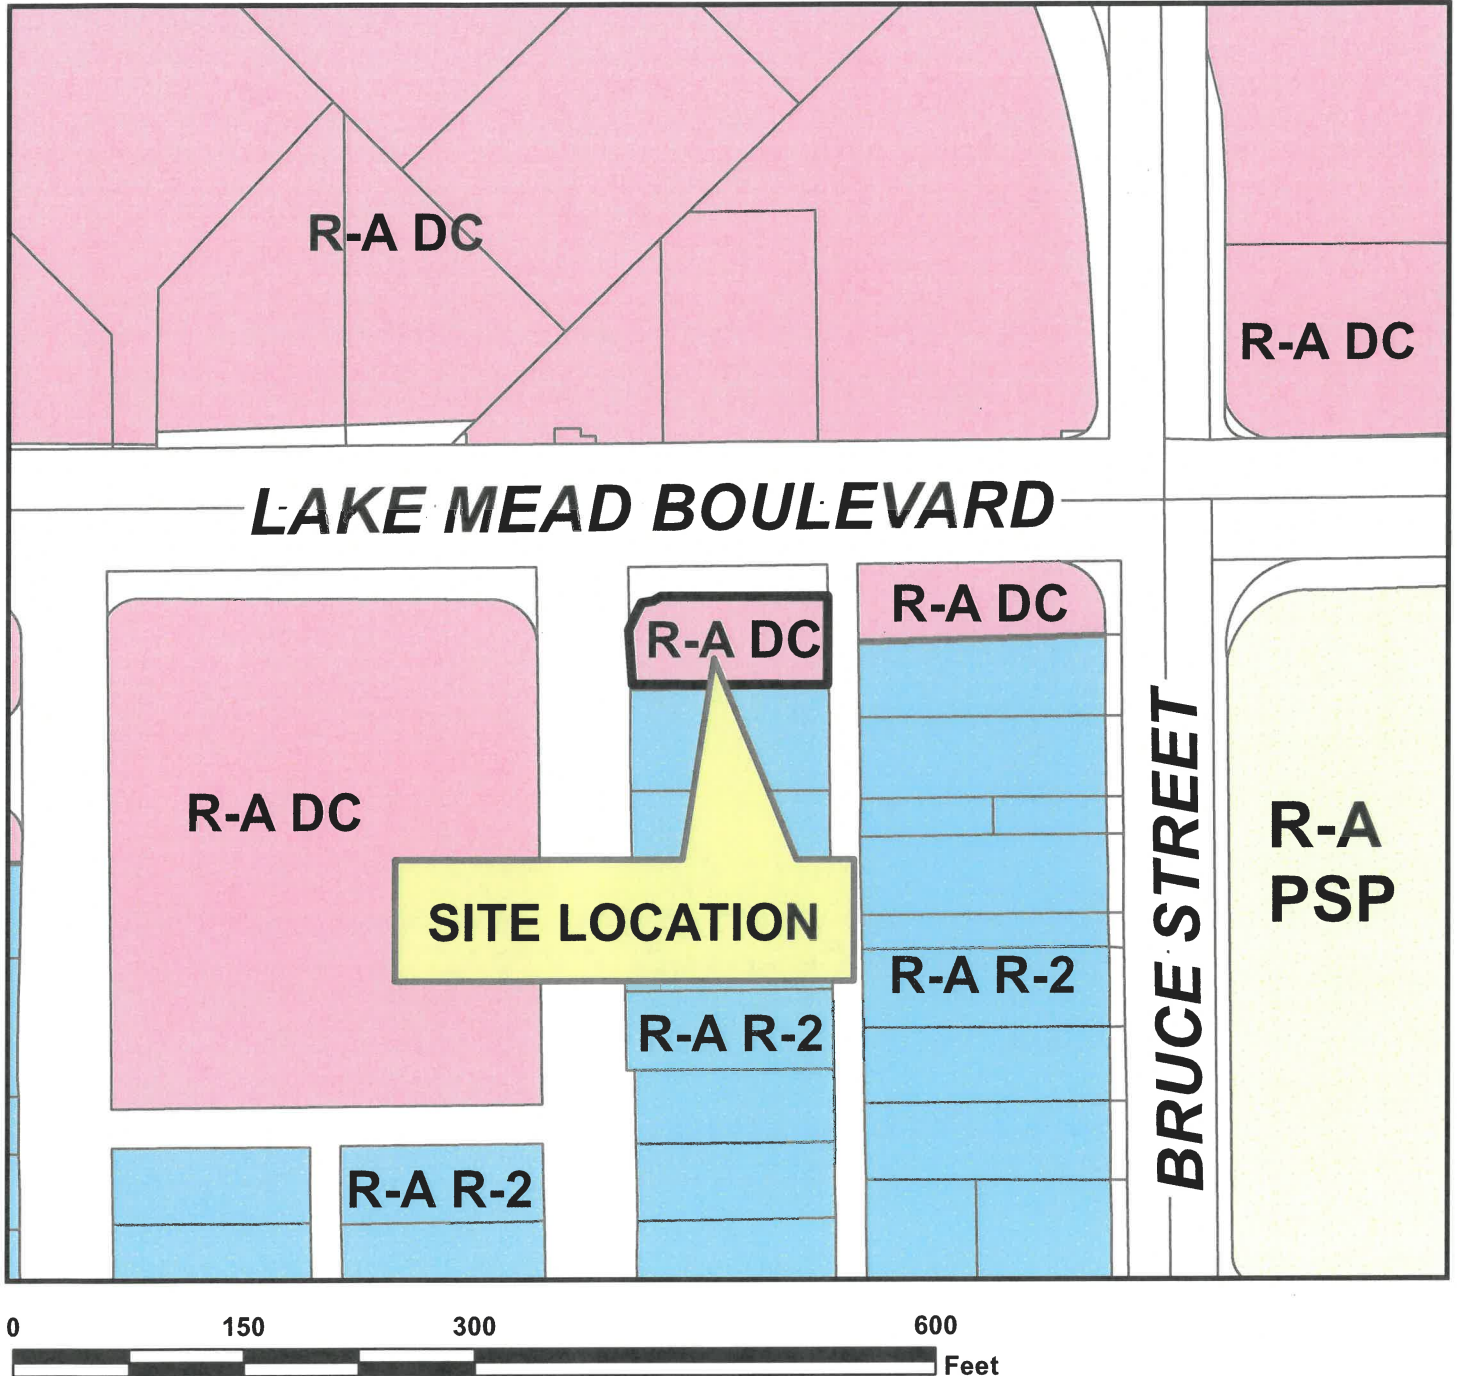 R-A DC
R-A DC
LAKE MEAD BOULEVARD
R-A DC
R-A DC
R-A DC
R-A
PSP
SITE LOCATION
R-A R-2
R-A R-2
R-A R-2
BRUCE STREET
0 150 300 600
Feet